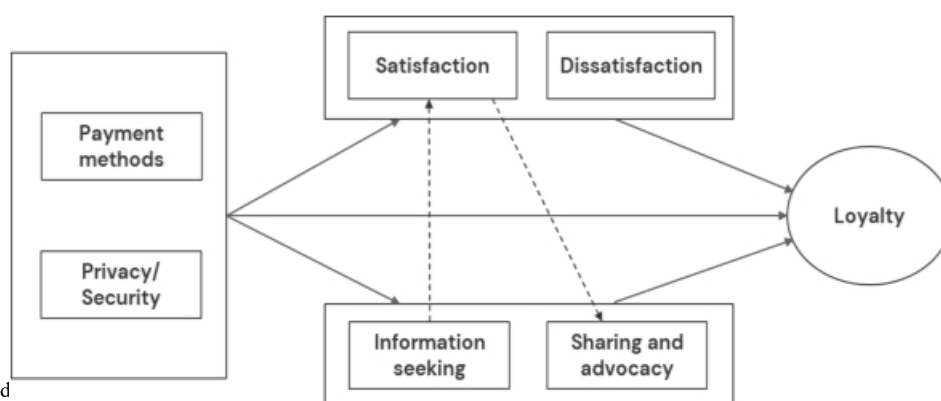 Satisfaction
Dissatisfaction
Payment
methods
Loyalty
Privacy/
Security
Information
seeking
Sharing and
advocacy
d